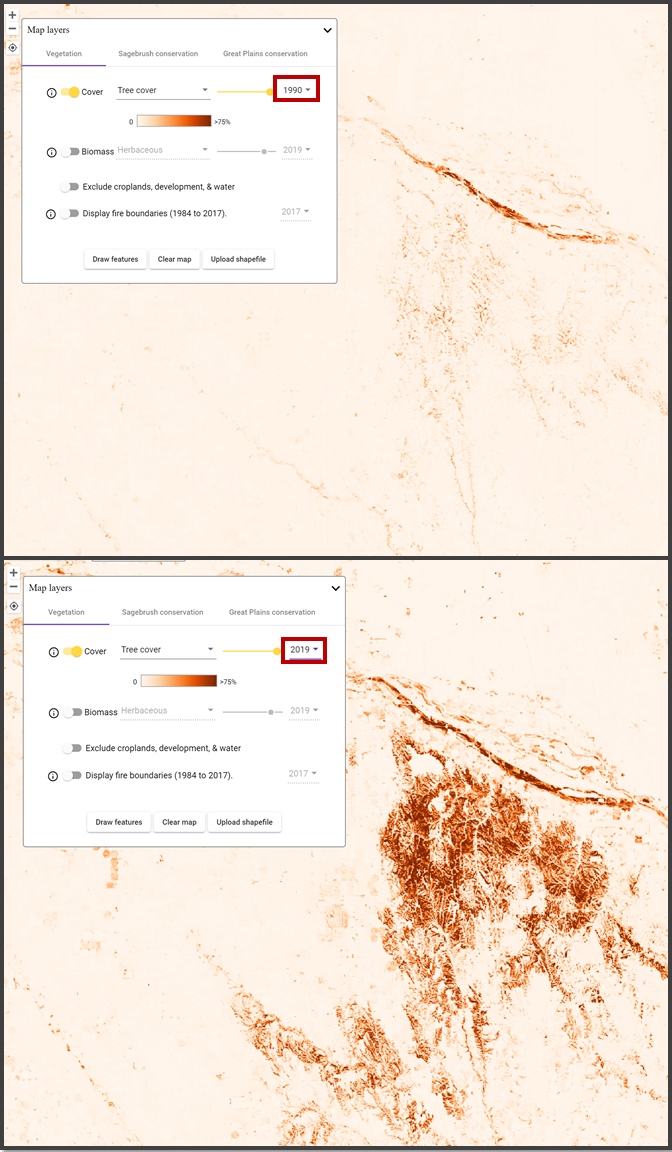 +
−
Map layers
Vegetation Sagebrush conservation Great Plains conservation
Cover Tree cover 1990
0 >75%
Biomass Herbaceous 2019
Exclude croplands, development, & water
Display fire boundaries (1984 to 2017). 2017
Draw features Clear map Upload shapefile
+
−
Map layers
Vegetation Sagebrush conservation Great Plains conservation
Cover Tree cover 2019
0 >75%
Biomass Herbaceous 2019
Exclude croplands, development, & water
Display fire boundaries (1984 to 2017). 2017
Draw features Clear map Upload shapefile